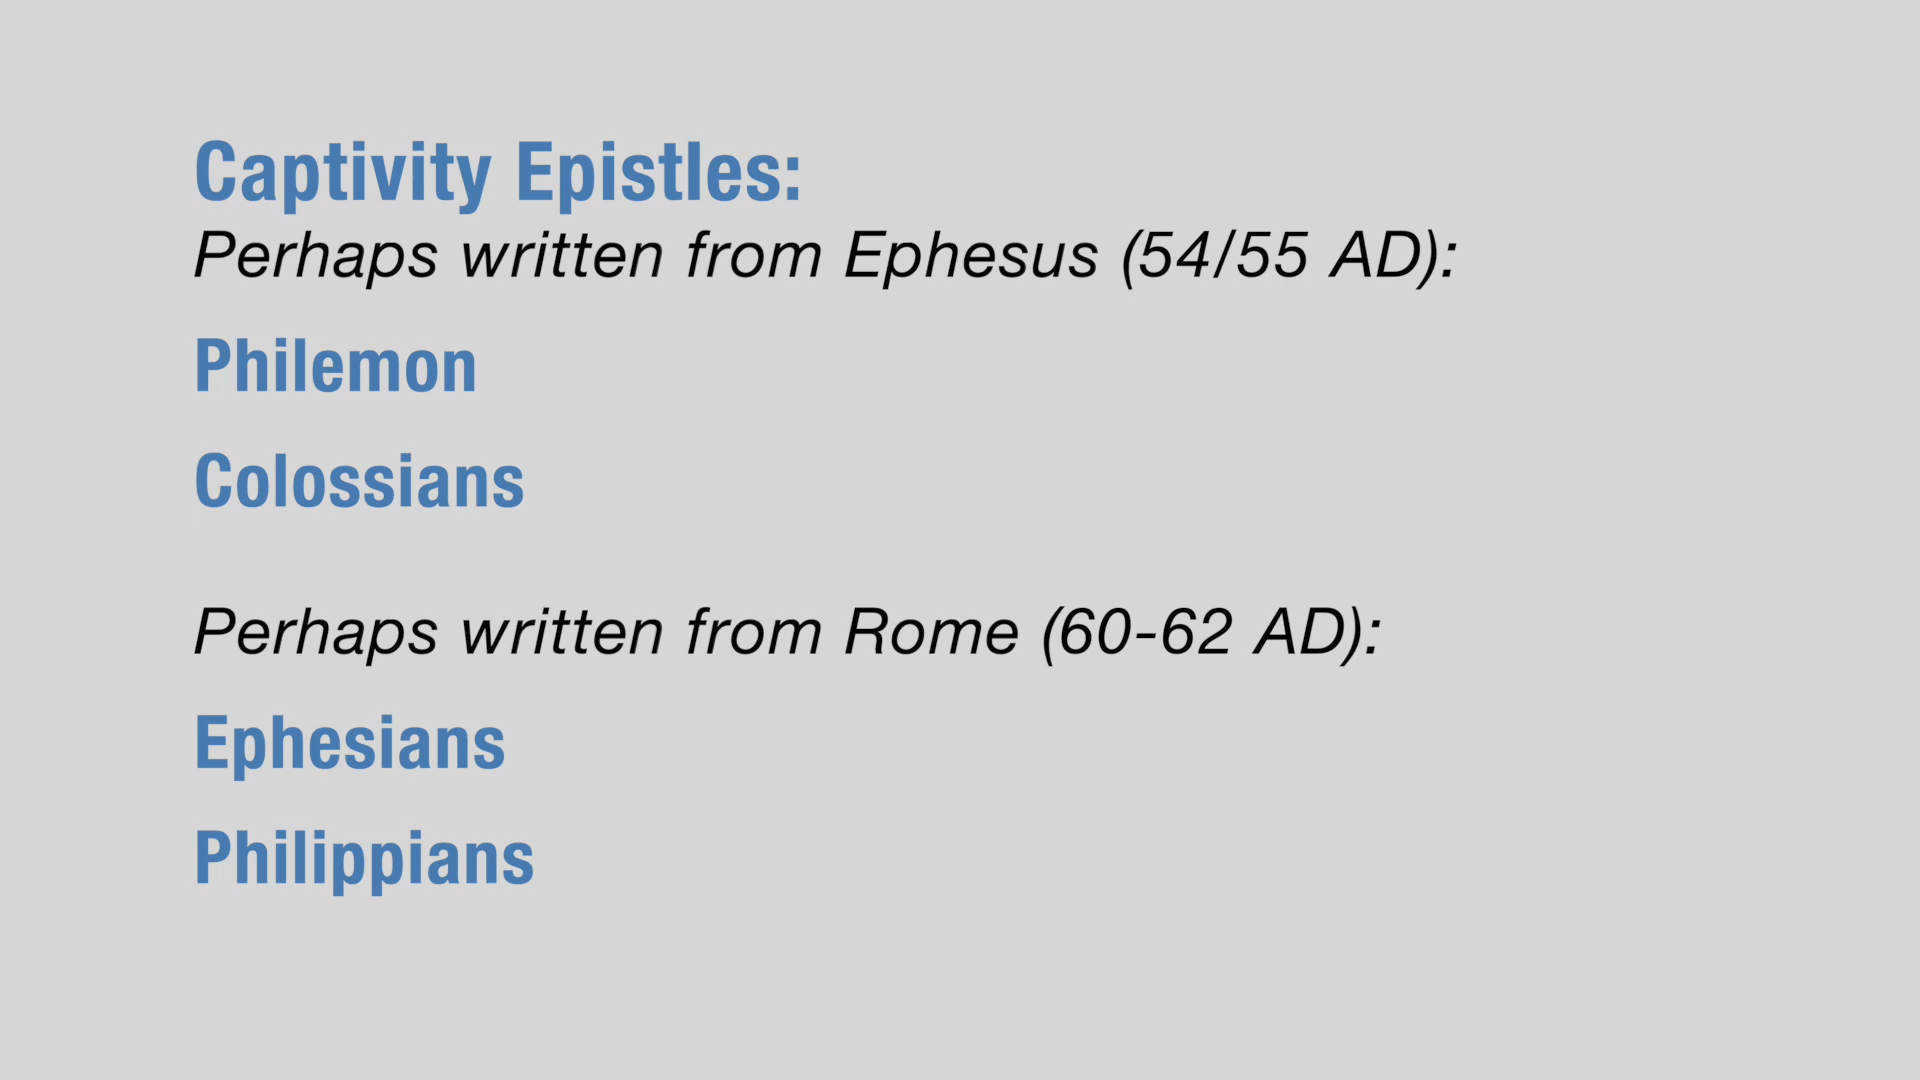 Captivity Epistles:
Perhaps written from Ephesus (54/55 AD):
Philemon
Colossians
Perhaps written from Rome (60-62 AD):
Ephesians
Philippians